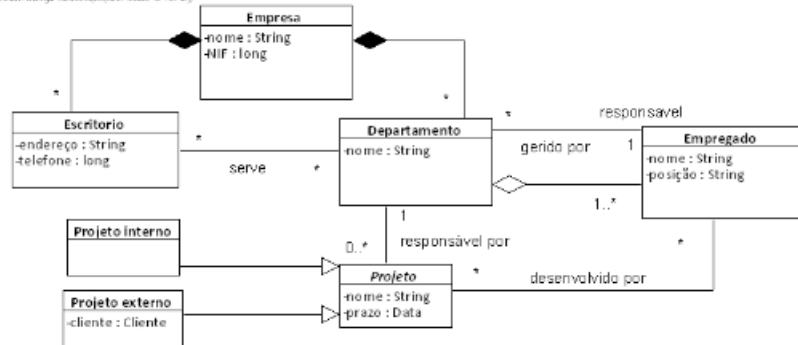 Empresa
-nome : String
-NIF : long
*
*
Escritorio
-endereço : String
-telefone : long
*
serve
*
Departamento
-nome : String
*
responsavel
gerido por
1
Empregado
-nome : String
-posição : String
1..*
1
0..*
responsável por
Projeto interno
Projeto
-nome : String
-prazo : Data
*
desenvolvido por
*
Projeto externo
-cliente : Cliente